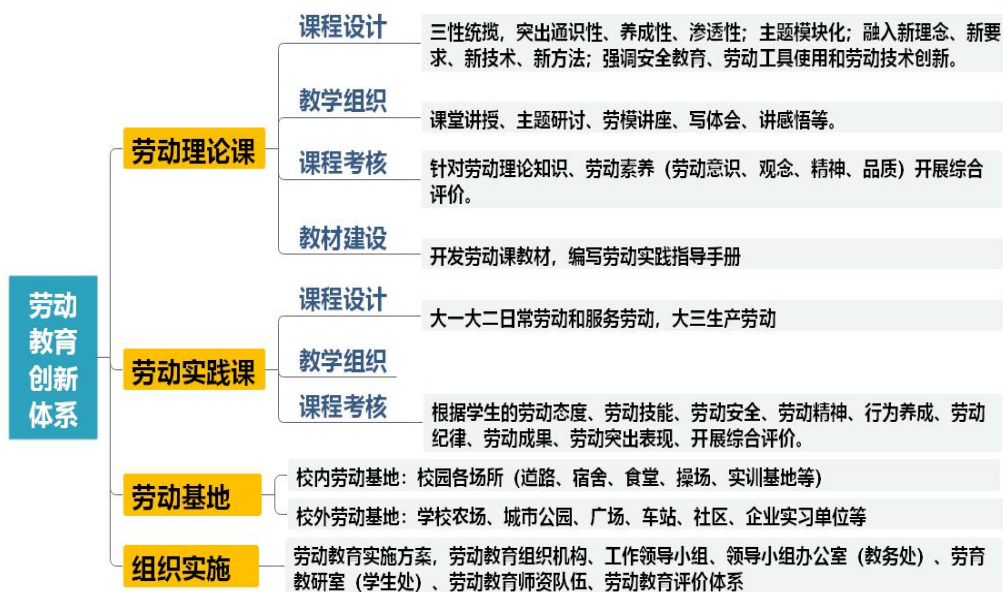 劳动
教育
创新
体系
劳动理论课
课程设计
三性统揽，突出通识性、养成性、渗透性；主题模块化；融入新理念、新要
求、新技术、新方法；强调安全教育、劳动工具使用和劳动技术创新。
教学组织
课堂讲授、主题研讨、劳模讲座、写体会、讲感悟等。
课程考核
针对劳动理论知识、劳动素养（劳动意识、观念、精神、品质）开展综合
评价。
教材建设
开发劳动课教材，编写劳动实践指导手册
劳动实践课
课程设计
大一大二日常劳动和服务劳动，大三生产劳动
教学组织
课程考核
根据学生的劳动态度、劳动技能、劳动安全、劳动精神、行为养成、劳动
纪律、劳动成果、劳动突出表现、开展综合评价。
劳动基地
校内劳动基地：校园各场所（道路、宿舍、食堂、操场、实训基地等）
校外劳动基地：学校农场、城市公园、广场、车站、社区、企业实习单位等
组织实施
劳动教育实施方案，劳动教育组织机构、工作领导小组、领导小组办公室（教务处）、劳育
教研室（学生处）、劳动教育师资队伍、劳动教育评价体系